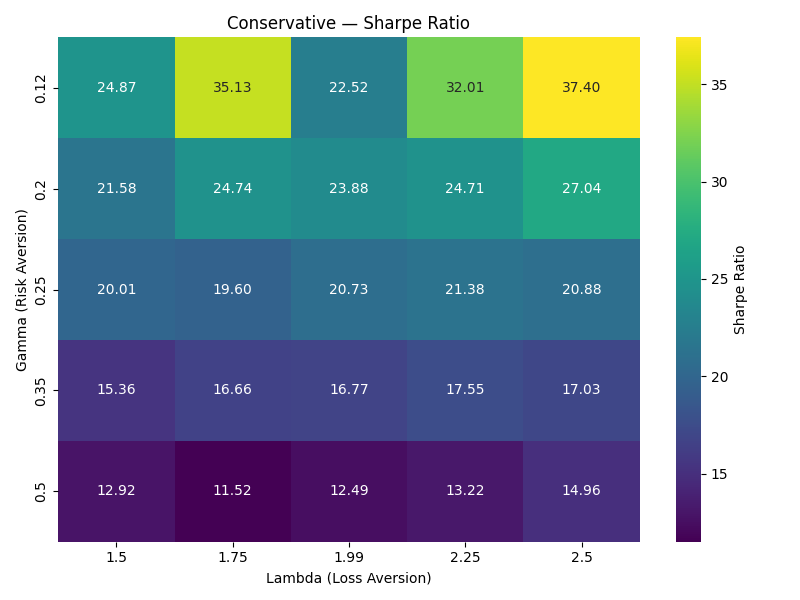 Conservative — Sharpe Ratio
Gamma (Risk Aversion)
0.12 24.87 35.13 22.52 32.01 37.40
0.2 21.58 24.74 23.88 24.71 27.04
0.25 20.01 19.60 20.73 21.38 20.88
0.35 15.36 16.66 16.77 17.55 17.03
0.5 12.92 11.52 12.49 13.22 14.96
1.5 1.75 1.99 2.25 2.5
Lambda (Loss Aversion)
35
30
25
20
15
Sharpe Ratio